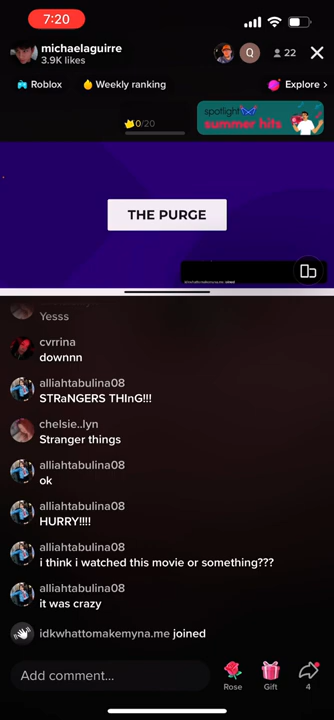 7:20
michaelaguirre
3.9K likes
Q
22
Roblox
Weekly ranking
Explore >
0/20
spotlight
summer hits
THE PURGE
Yesss
cvrrina
downnn
alliahtabulina08
STRaNGERS THInG!!!
chelsie..lyn
Stranger things
alliahtabulina08
ok
alliahtabulina08
HURRY!!!!
alliahtabulina08
i think i watched this movie or something???
alliahtabulina08
it was crazy
idkwhattomakemyna.me joined
Add comment...
Rose
Gift
4